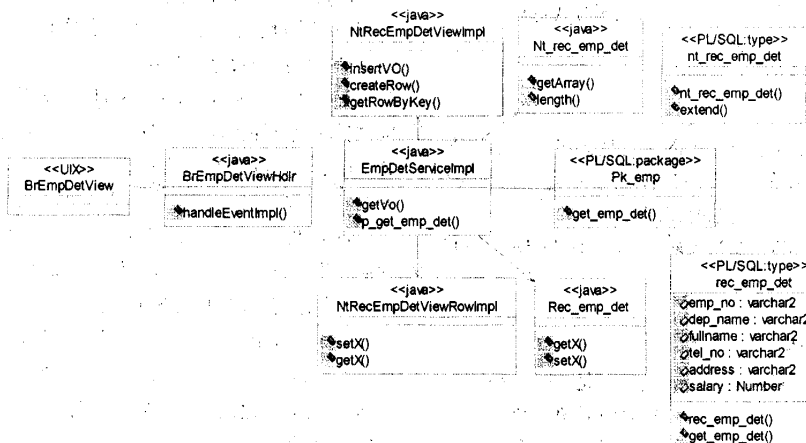 <<java>>
NtRecEmpDetViewImpl
insertVO()
createRow()
getRowByKey()
<<java>>
Nt_rec_emp_det
getArray()
length()
<<PL/SQL:type>>
nt_rec_emp_det
nt_rec_emp_det()
extend()
<<UIX>>
BrEmpDetView
<<java>>
BrEmpDetViewHdlr
handleEventImpl()
<<java>>
EmpDetServiceImpl
getVo()
p_get_emp_det()
<<PL/SQL:package>>
Pk_emp
get_emp_det()
<<java>>
NtRecEmpDetViewRowImpl
setX()
getX()
<<java>>
Rec_emp_det
getX()
setX()
<<PL/SQL:type>>
rec_emp_det
emp_no : varchar2
dep_name : varchar2
fullname : varchar2
tel_no : varchar2
address : varchar2
salary : Number
rec_emp_det()
get_emp_det()